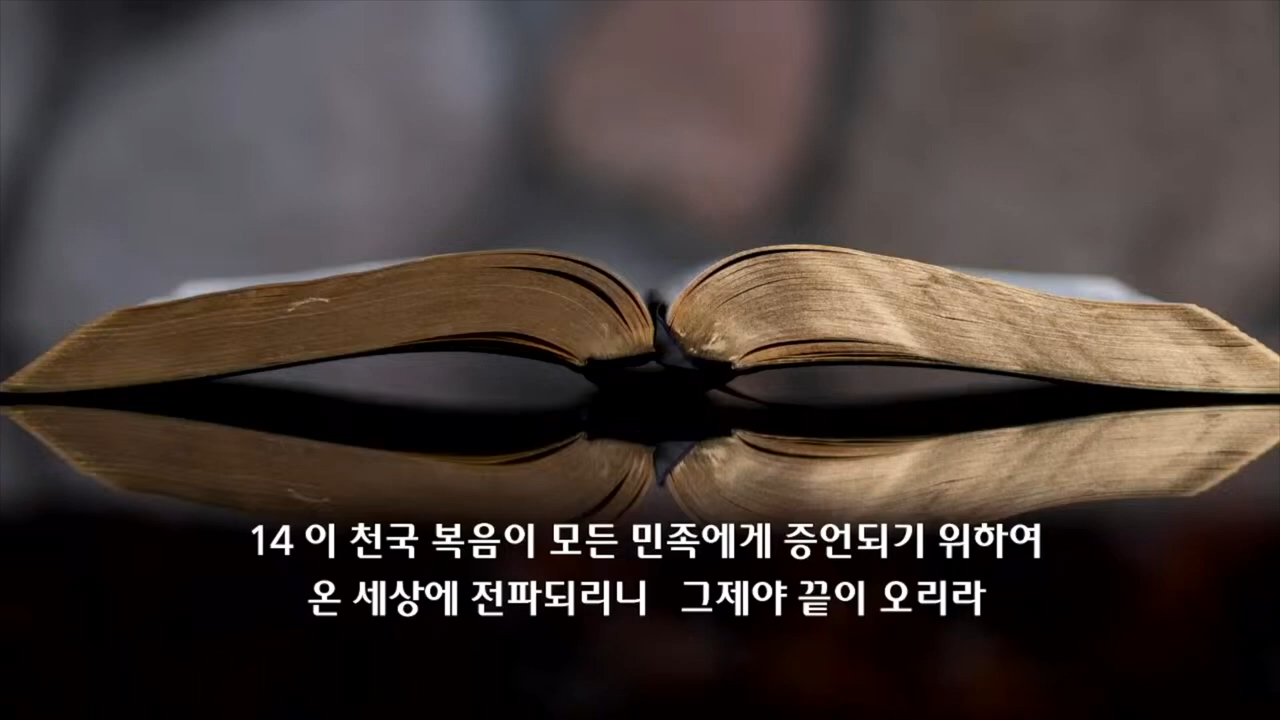 14 이 천국 복음이 모든 민족에게 증언되기 위하여
온 세상에 전파되리니 그제야 끝이 오리라